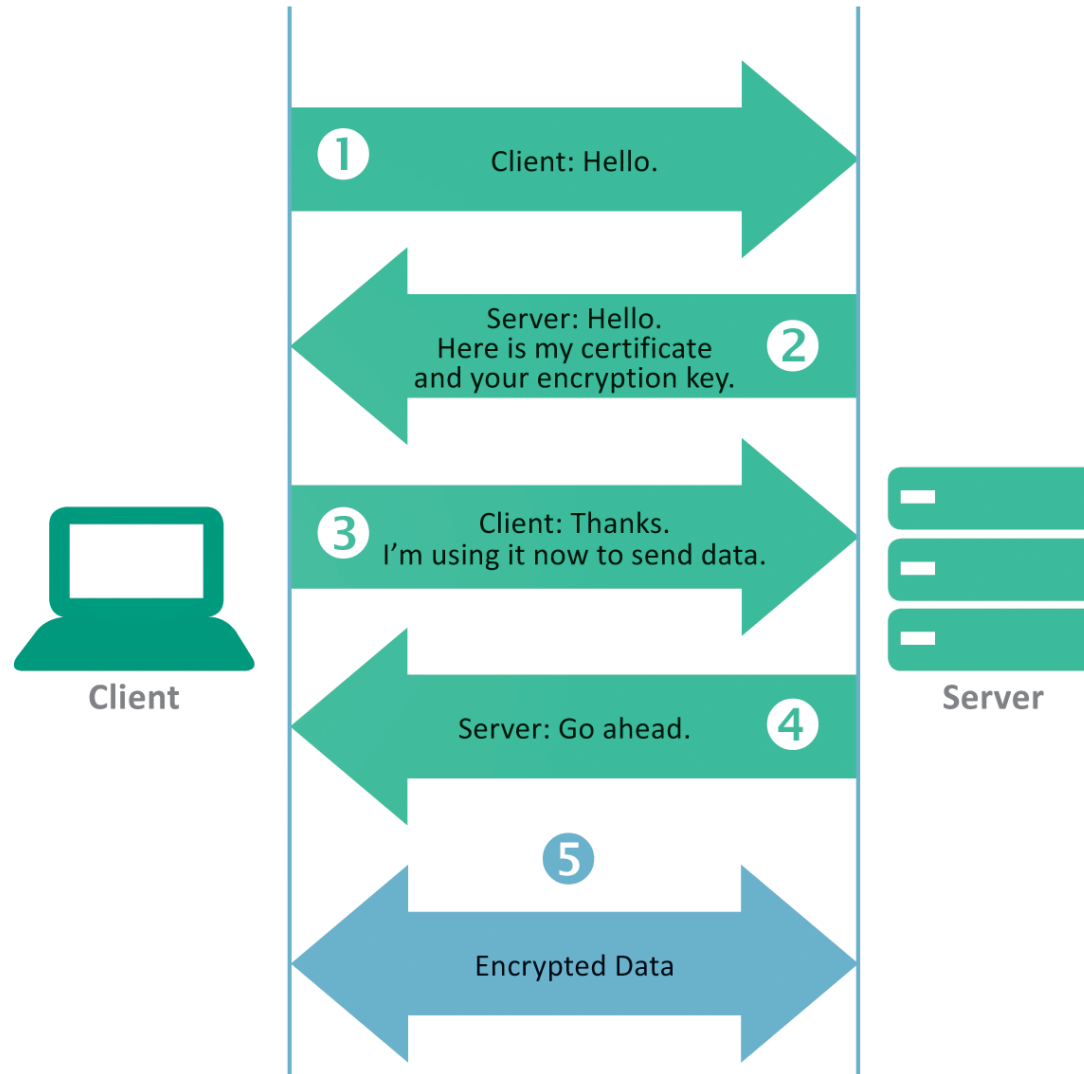 1
Client: Hello.
Server: Hello.
Here is my certificate
and your encryption key.
2
3
Client: Thanks.
I'm using it now to send data.
Client
Server
Server: Go ahead.
4
5
Encrypted Data